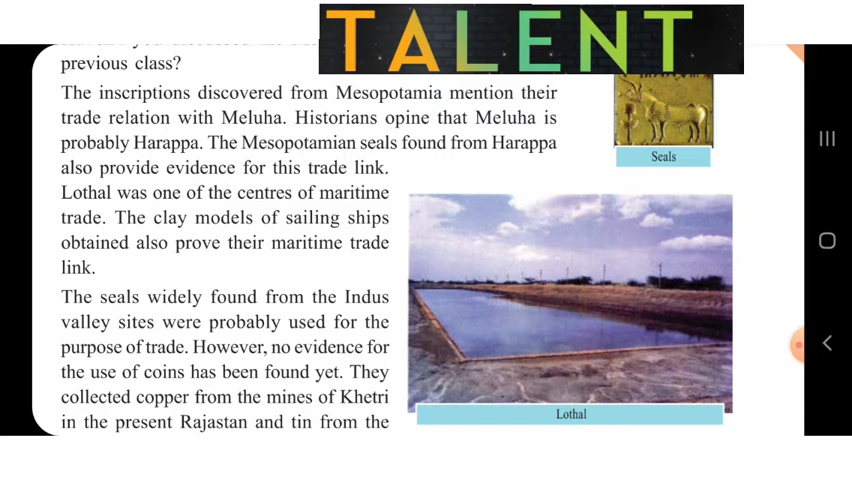 TALENT
previous class?
The inscriptions discovered from Mesopotamia mention their
trade relation with Meluha. Historians opine that Meluha is
probably Harappa. The Mesopotamian seals found from Harappa
also provide evidence for this trade link.
Lothal was one of the centres of maritime
trade. The clay models of sailing ships
obtained also prove their maritime trade
link.
The seals widely found from the Indus
valley sites were probably used for the
purpose of trade. However, no evidence for
the use of coins has been found yet. They
collected copper from the mines of Khetri
in the present Rajastan and tin from the
Seals
Lothal